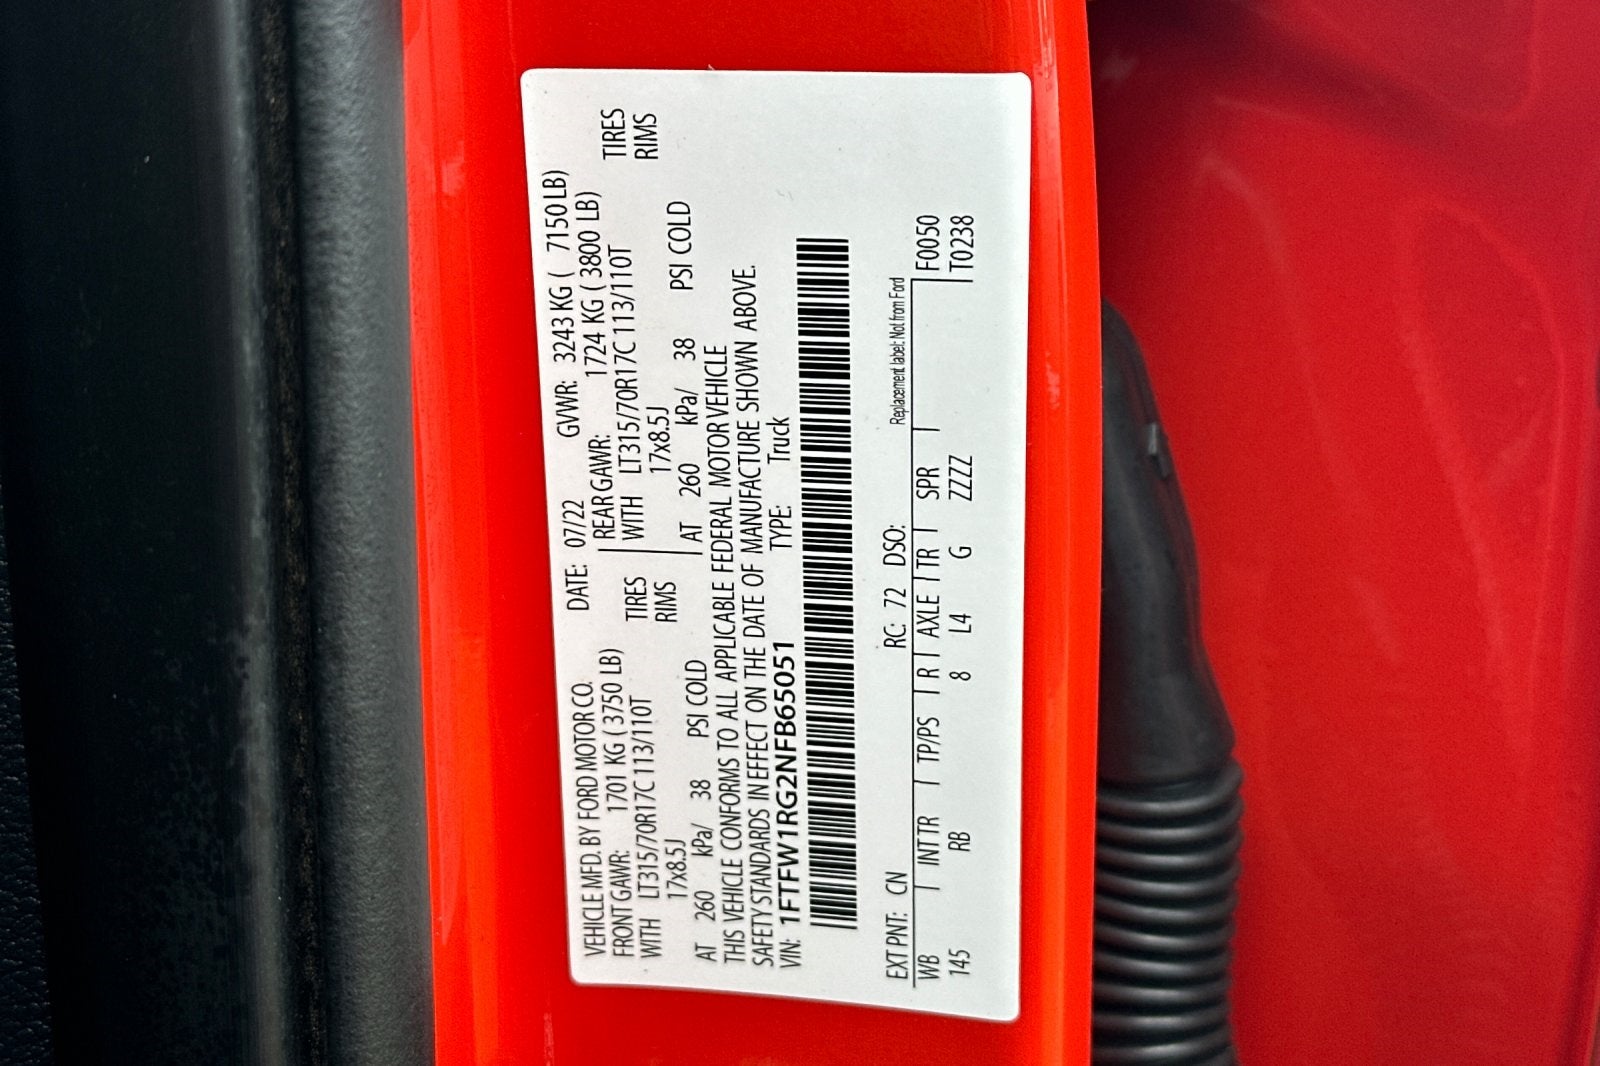 VEHICLE MFD. BY FORD MOTOR CO. DATE: 07/22 GVWR: 3243 KG ( 7150 LB)
FRONT GAWR: 1701 KG ( 3750 LB) REAR GAWR: 1724 KG ( 3800 LB)
WITH LT315/70R17C 113/110T TIRES WITH LT315/70R17C 113/110T TIRES
17x8.5J RIMS 17x8.5J RIMS
AT 260 kPa/ 38 PSI COLD AT 260 kPa/ 38 PSI COLD
THIS VEHICLE CONFORMS TO ALL APPLICABLE FEDERAL MOTOR VEHICLE
SAFETY STANDARDS IN EFFECT ON THE DATE OF MANUFACTURE SHOWN ABOVE.
VIN: 1FTFW1RG2NFB65051 TYPE: Truck
EXT PNT: CN RC: 72 DSO: Replacement label: Not from Ford
WB | INT TR | TP/PS | R | AXLE | TR | SPR | F0050
145 RB 8 L4 G ZZZZ T0238